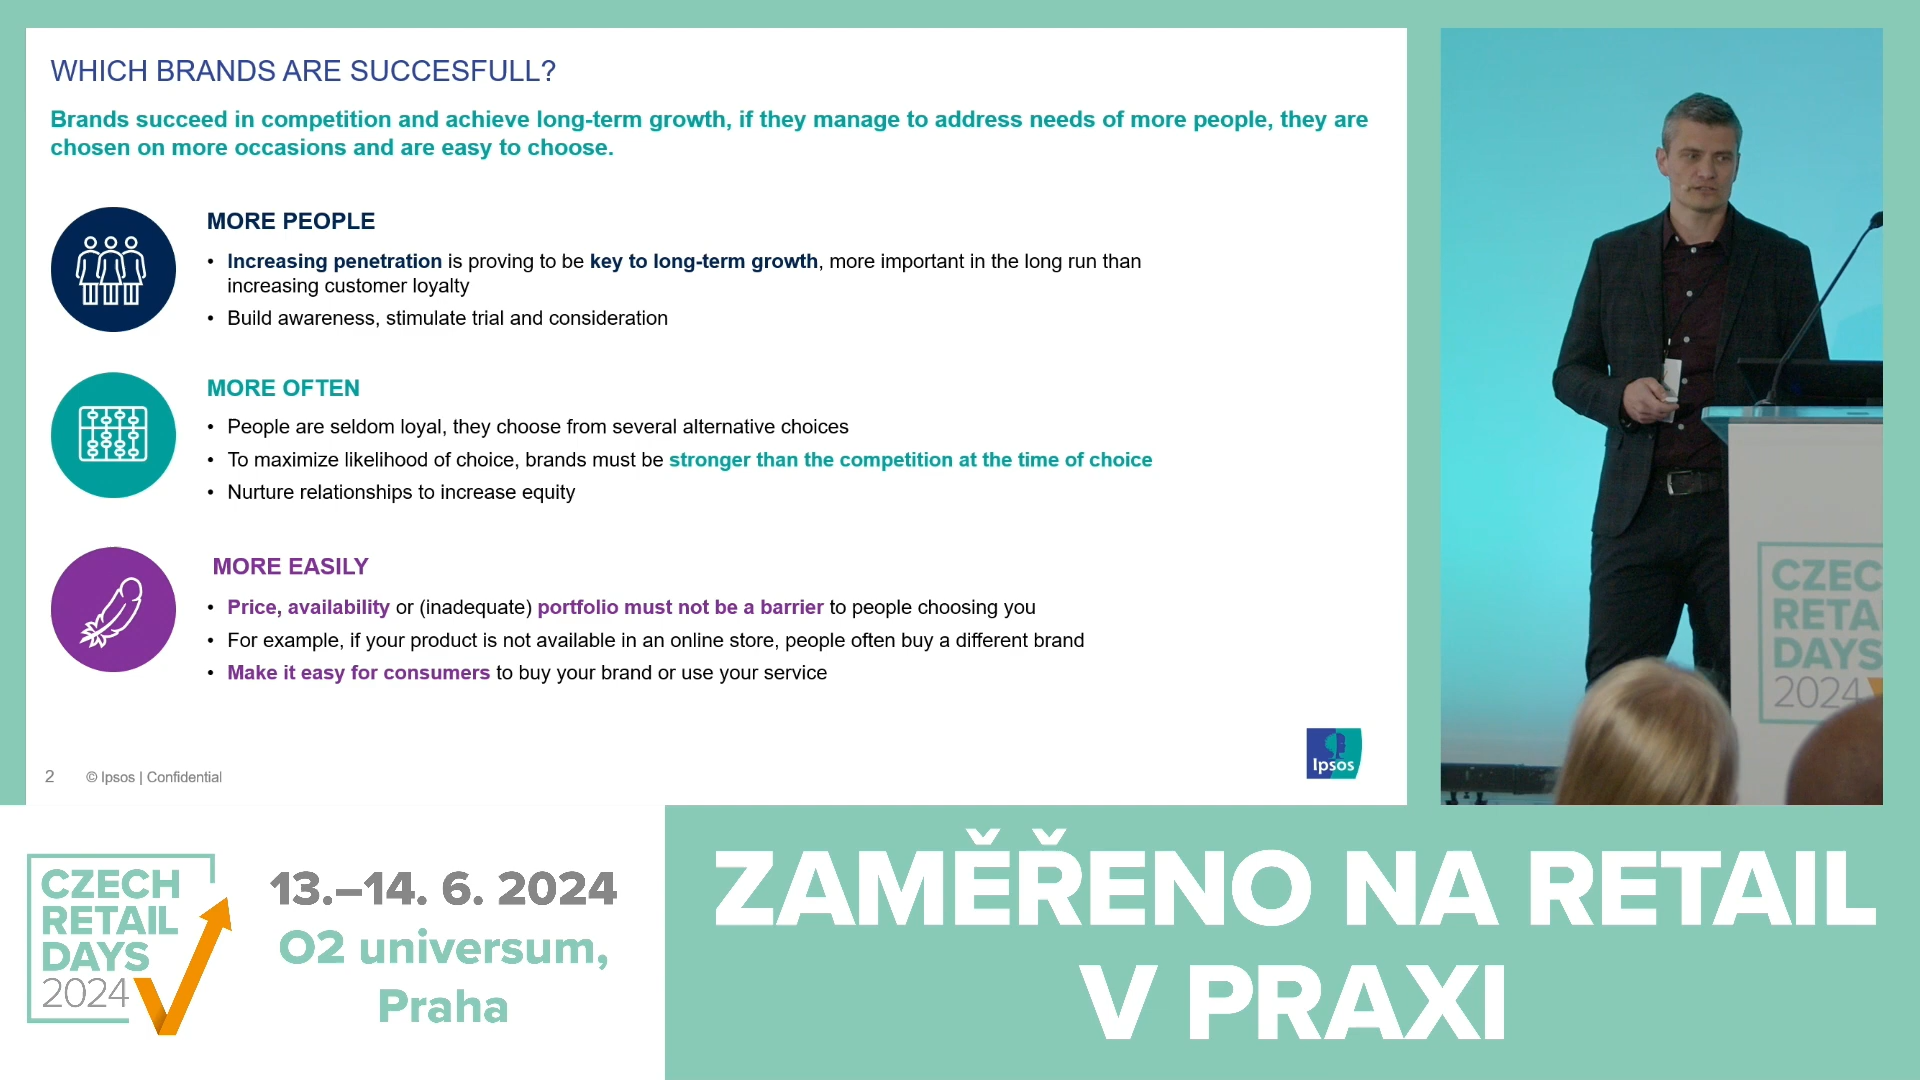 WHICH BRANDS ARE SUCCESFULL?
Brands succeed in competition and achieve long-term growth, if they manage to address needs of more people, they are
chosen on more occasions and are easy to choose.
MORE PEOPLE
• Increasing penetration is proving to be key to long-term growth, more important in the long run than
increasing customer loyalty
• Build awareness, stimulate trial and consideration
MORE OFTEN
• People are seldom loyal, they choose from several alternative choices
• To maximize likelihood of choice, brands must be stronger than the competition at the time of choice
• Nurture relationships to increase equity
MORE EASILY
• Price, availability or (inadequate) portfolio must not be a barrier to people choosing you
• For example, if your product is not available in an online store, people often buy a different brand
• Make it easy for consumers to buy your brand or use your service
2 © Ipsos | Confidential
Ipsos
CZEC
RETA
DAYS
2024
CZECH
RETAIL
DAYS
2024
13.–14. 6. 2024
O2 universum,
Praha
ZAMĚŘENO NA RETAIL
V PRAXI